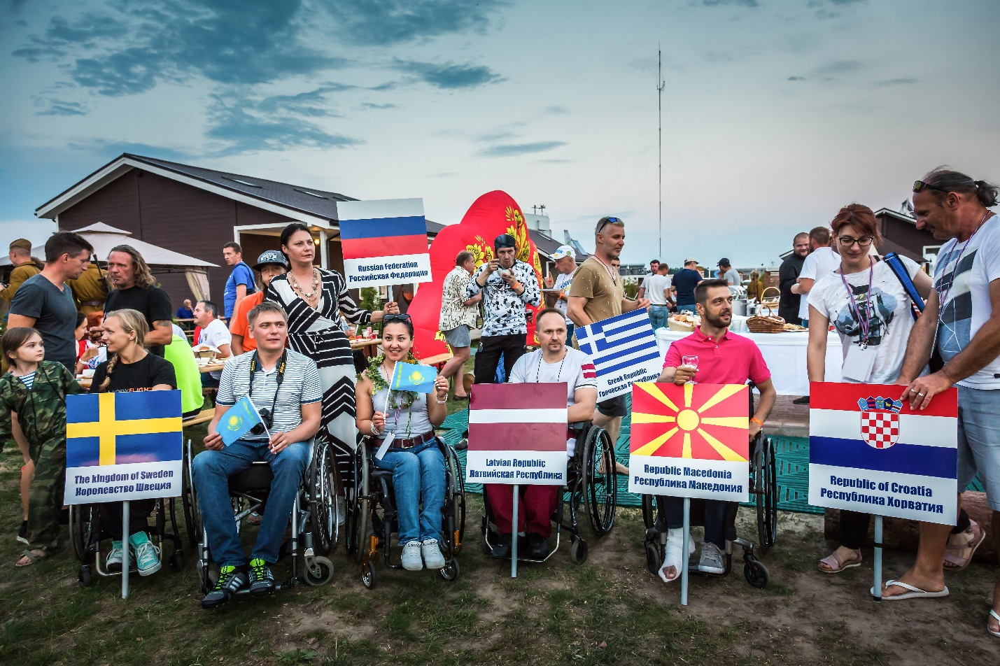 Russian Federation
Российская Федерация
Greek Republic
Греческая Республика
The kingdom of Sweden
Королевство Швеция
Latvian Republic
Латвийская Республика
Republic Macedonia
Республика Македония
Republic of Croatia
Республика Хорватия